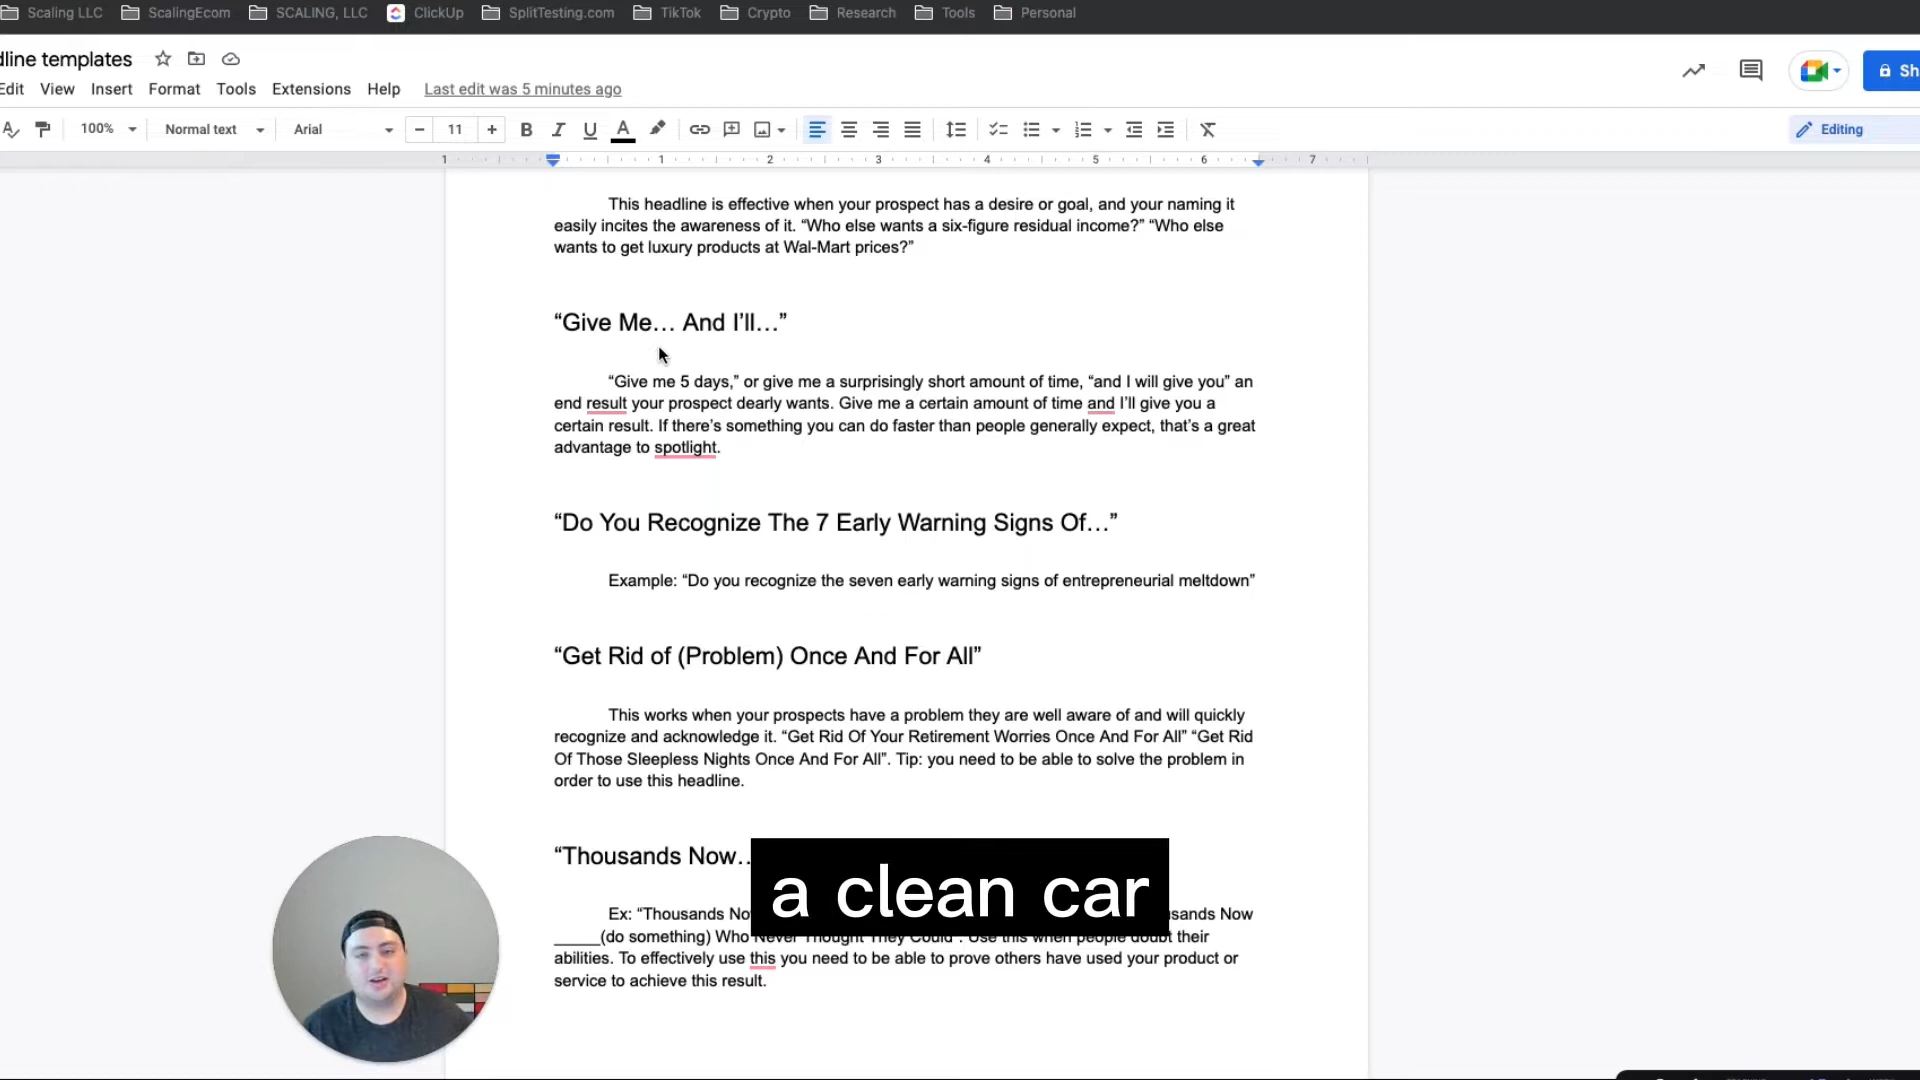 Scaling LLC ScalingEcom SCALING, LLC ClickUp SplitTesting.com TikTok Crypto Research Tools Personal
dline templates
Edit View Insert Format Tools Extensions Help Last edit was 5 minutes ago
Sh
100% Normal text Arial 11 B I U A Editing
1 1 2 3 4 5 6 7
This headline is effective when your prospect has a desire or goal, and your naming it
easily incites the awareness of it. “Who else wants a six-figure residual income?” “Who else
wants to get luxury products at Wal-Mart prices?”
“Give Me… And I’ll…”
“Give me 5 days,” or give me a surprisingly short amount of time, “and I will give you” an
end result your prospect dearly wants. Give me a certain amount of time and I’ll give you a
certain result. If there’s something you can do faster than people generally expect, that’s a great
advantage to spotlight.
“Do You Recognize The 7 Early Warning Signs Of…”
Example: “Do you recognize the seven early warning signs of entrepreneurial meltdown”
“Get Rid of (Problem) Once And For All”
This works when your prospects have a problem they are well aware of and will quickly
recognize and acknowledge it. “Get Rid Of Your Retirement Worries Once And For All” “Get Rid
Of Those Sleepless Nights Once And For All”. Tip: you need to be able to solve the problem in
order to use this headline.
“Thousands Now…
a clean car
Ex: “Thousands No sands Now
_____(do something) Who Never Thought They Could”. Use this when people doubt their
abilities. To effectively use this you need to be able to prove others have used your product or
service to achieve this result.